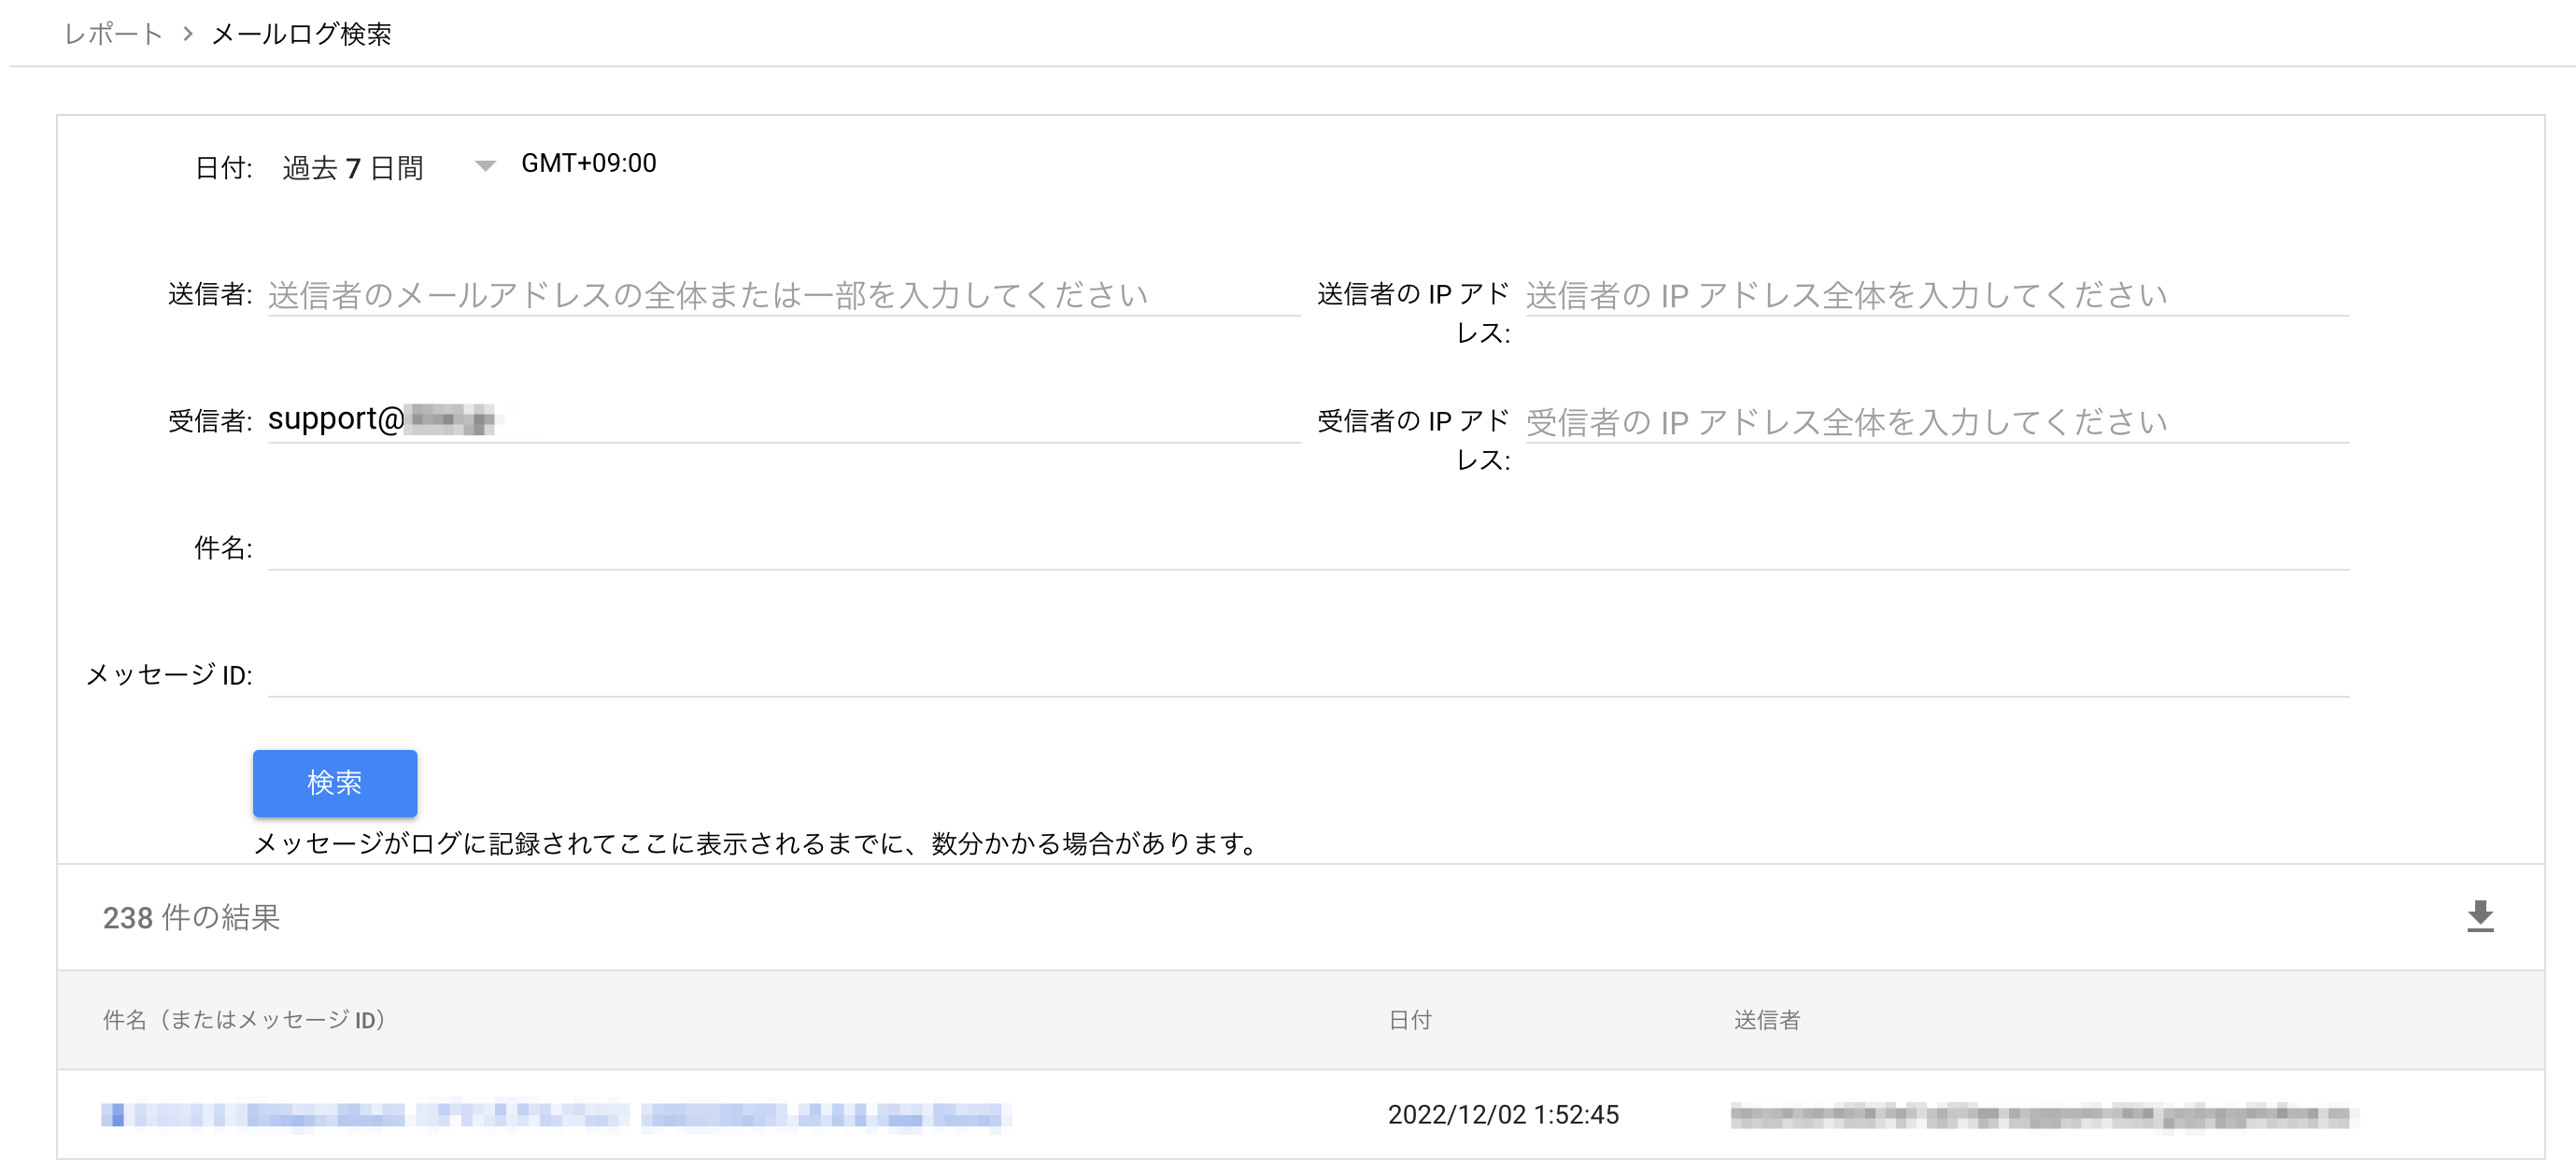 レポート > メールログ検索
日付: 過去 7 日間 GMT+09:00
送信者: 送信者のメールアドレスの全体または一部を入力してください
送信者の IP アドレス: 送信者の IP アドレス全体を入力してください
受信者: support@
受信者の IP アドレス: 受信者の IP アドレス全体を入力してください
件名:
メッセージ ID:
検索
メッセージがログに記録されてここに表示されるまでに、数分かかる場合があります。
238 件の結果
件名（またはメッセージ ID） 日付 送信者
2022/12/02 1:52:45